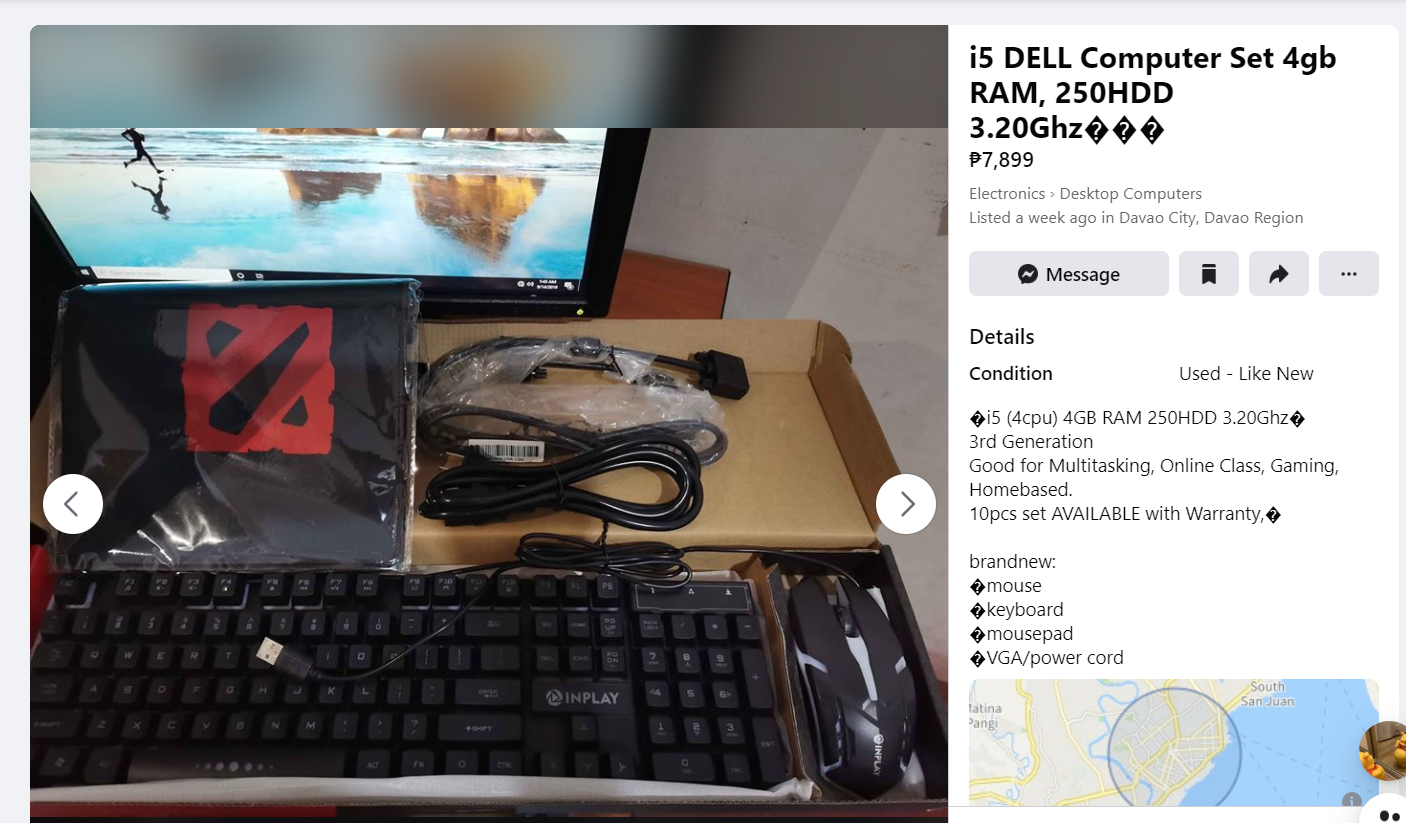 i5 DELL Computer Set 4gb
RAM, 250HDD
3.20Ghz���
₱7,899
Electronics › Desktop Computers
Listed a week ago in Davao City, Davao Region
Message
Details
Condition
Used - Like New
�i5 (4cpu) 4GB RAM 250HDD 3.20Ghz�
3rd Generation
Good for Multitasking, Online Class, Gaming,
Homebased.
10pcs set AVAILABLE with Warranty,�
brandnew:
�mouse
�keyboard
�mousepad
�VGA/power cord
South
San Juan
Matina
Pangi
INPLAY
INPLAY